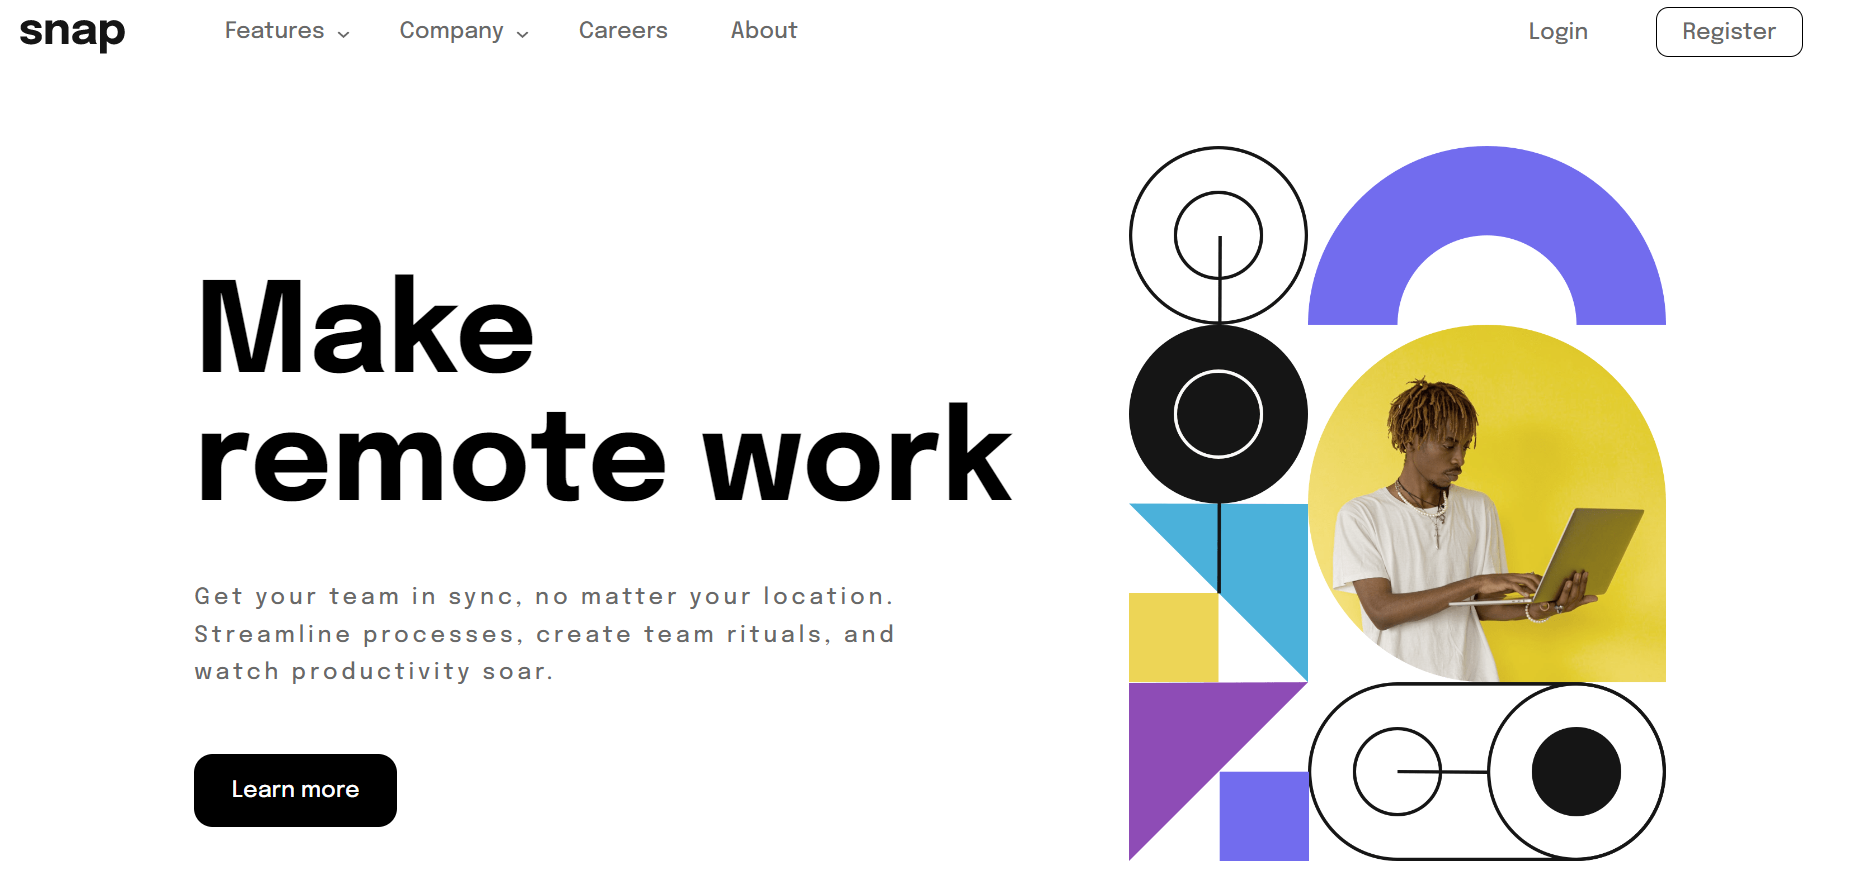 snap
Features
Company
Careers
About
Login
Register
Make
remote work
Get your team in sync, no matter your location.
Streamline processes, create team rituals, and
watch productivity soar.
Learn more